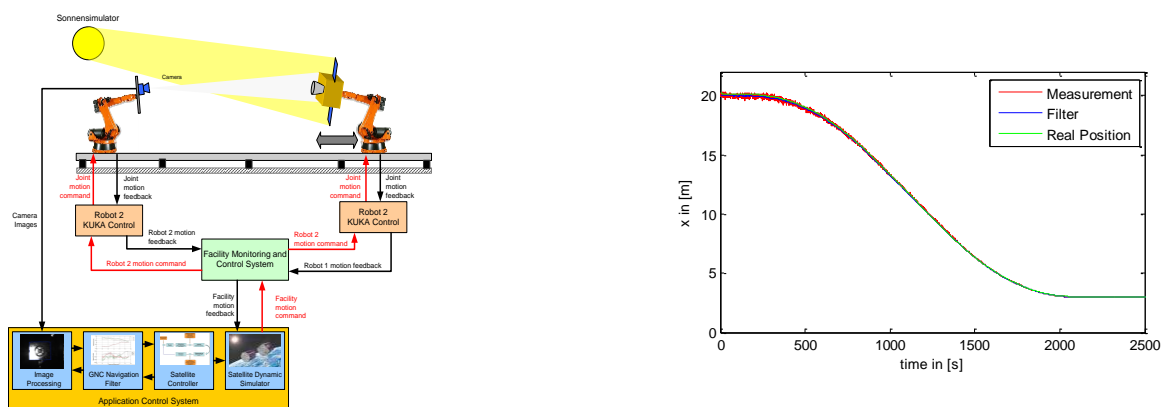 Sonnensimulator
Camera
Joint
motion
command
Joint
motion
feedback
Joint
motion
command
Joint
motion
feedback
Camera
Images
Robot 2
KUKA Control
Robot 2
KUKA Control
Robot 2 motion
feedback
Robot 2
motion command
Facility Monitoring and
Control System
Robot 2 motion command
Robot 1 motion feedback
Facility
motion
feedback
Facility
motion
command
Image
Processing
GNC Navigation
Filter
Satellite
Controller
Satellite Dynamic
Simulator
Application Control System
Measurement
Filter
Real Position
x in [m]
20
15
10
5
0
0
500
1000
1500
2000
2500
time in [s]